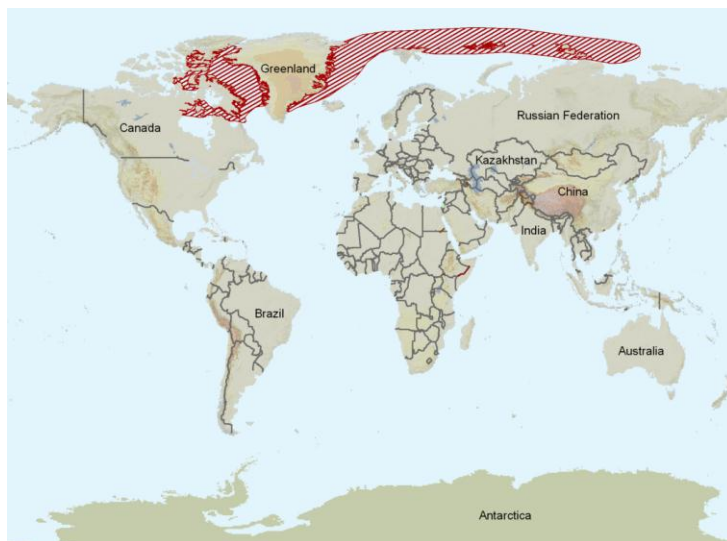 Greenland
Canada
Russian Federation
Kazakhstan
China
India
Brazil
Australia
Antarctica